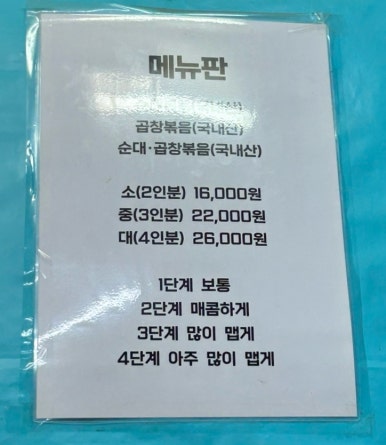 메뉴판
곱창볶음(국내산)
순대·곱창볶음(국내산)
소(2인분) 16,000원
중(3인분) 22,000원
대(4인분) 26,000원
1단계 보통
2단계 매콤하게
3단계 많이 맵게
4단계 아주 많이 맵게